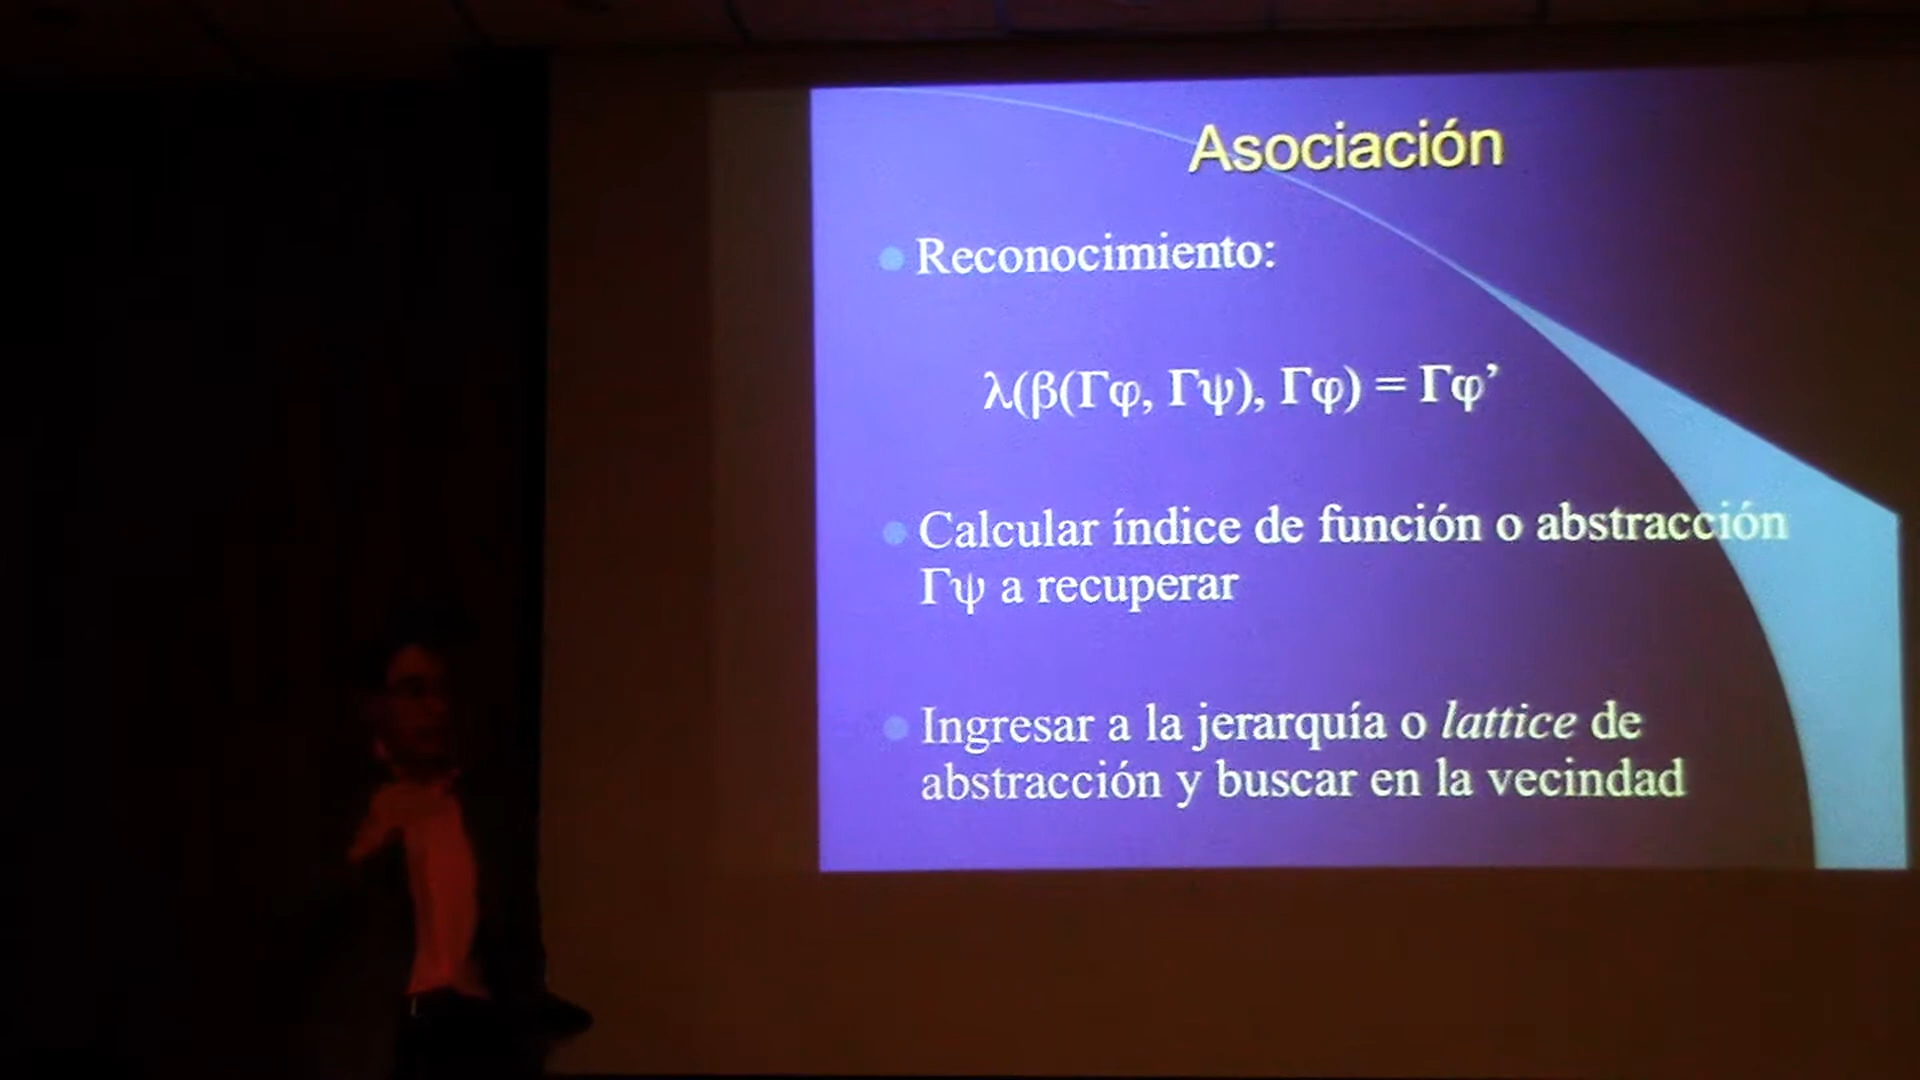 Asociación
Reconocimiento:
λ(β(Γφ, Γψ), Γφ) = Γφ’
Calcular índice de función o abstracción
Γψ a recuperar
Ingresar a la jerarquía o lattice de
abstracción y buscar en la vecindad